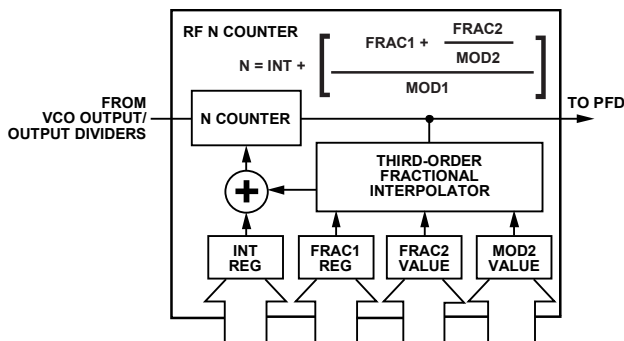 RF N COUNTER
N = INT +
FRAC1 +
FRAC2
MOD2
MOD1
FROM
VCO OUTPUT/
OUTPUT DIVIDERS
N COUNTER
TO PFD
THIRD-ORDER
FRACTIONAL
INTERPOLATOR
+
INT
REG
FRAC1
REG
FRAC2
VALUE
MOD2
VALUE